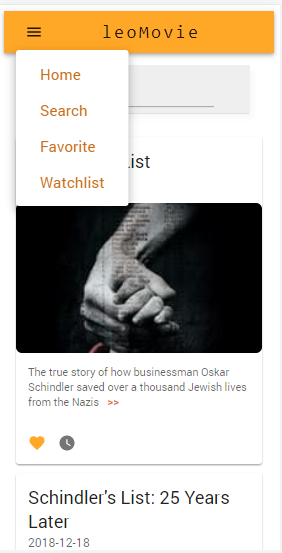 leoMovie
Home
Search
Favorite
Watchlist
List
The true story of how businessman Oskar
Schindler saved over a thousand Jewish lives
from the Nazis >>
Schindler's List: 25 Years
Later
2018-12-18